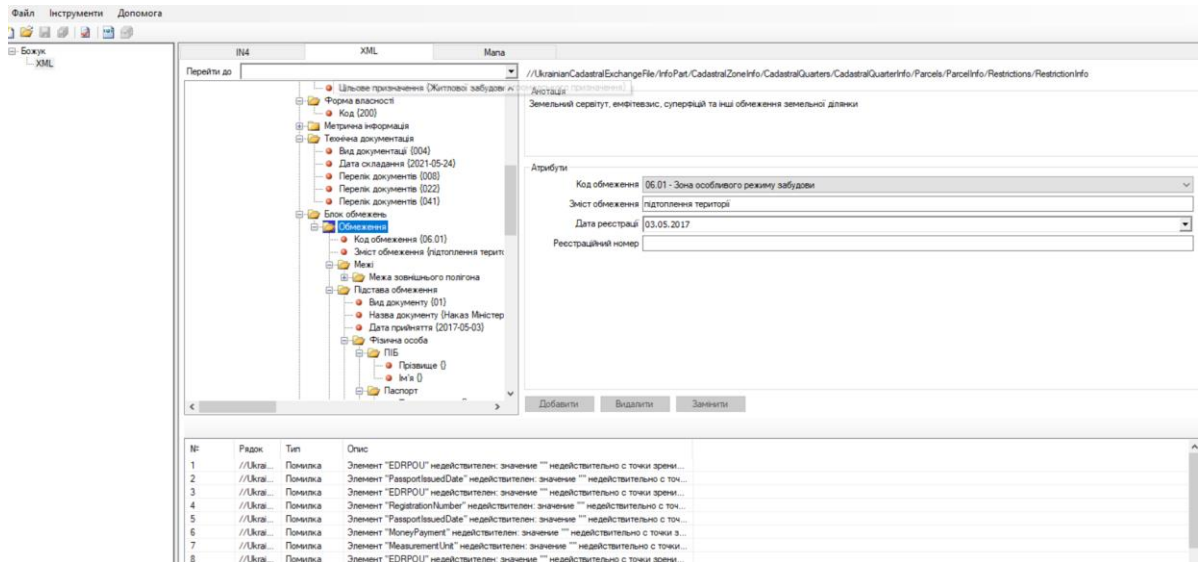 Файл Інструменти Допомога
Божук
XML
IN4 XML Мапа
Перейти до
//UkrainianCadastralExchangeFile/InfoPart/CadastralZoneInfo/CadastralQuarters/CadastralQuarterInfo/Parcels/ParcelInfo/Restrictions/RestrictionInfo
Цільове призначення {Житлової забудови
Форма власності
Код {200}
Метрична інформація
Технічна документація
Вид документації {004}
Дата складання {2021-05-24}
Перелік документів {008}
Перелік документів {022}
Перелік документів {041}
Блок обмежень
Обмеження
Код обмеження {06.01}
Зміст обмеження {підтоплення терито
Межі
Межа зовнішнього полігона
Підстава обмеження
Вид документу {01}
Назва документу {Наказ Міністер
Дата прийняття {2017-05-03}
Фізична особа
ПІБ
Прізвище {}
Ім'я {}
Паспорт
Анотація
Земельний сервітут, емфітевзис, суперфіцій та інші обмеження земельної ділянки
Атрибути
Код обмеження 06.01 - Зона особливого режиму забудови
Зміст обмеження підтоплення території
Дата реєстрації 03.05.2017
Реєстраційний номер
Добавити Видалити Замінити
№ Рядок Тип Опис
1 //Ukrai... Помилка Элемент "EDRPOU" недействителен: значение "" недействительно с точки зрени...
2 //Ukrai... Помилка Элемент "PassportIssuedDate" недействителен: значение "" недействительно с точ...
3 //Ukrai... Помилка Элемент "EDRPOU" недействителен: значение "" недействительно с точки зрени...
4 //Ukrai... Помилка Элемент "RegistrationNumber" недействителен: значение "" недействительно с точ...
5 //Ukrai... Помилка Элемент "PassportIssuedDate" недействителен: значение "" недействительно с точ...
6 //Ukrai... Помилка Элемент "MoneyPayment" недействителен: значение "" недействительно с точки з...
7 //Ukrai... Помилка Элемент "MeasurementUnit" недействителен: значение "" недействительно с точки...
8 //Ukrai... Помилка Элемент "EDRPOU" недействителен: значение "" недействительно с точки зрени...